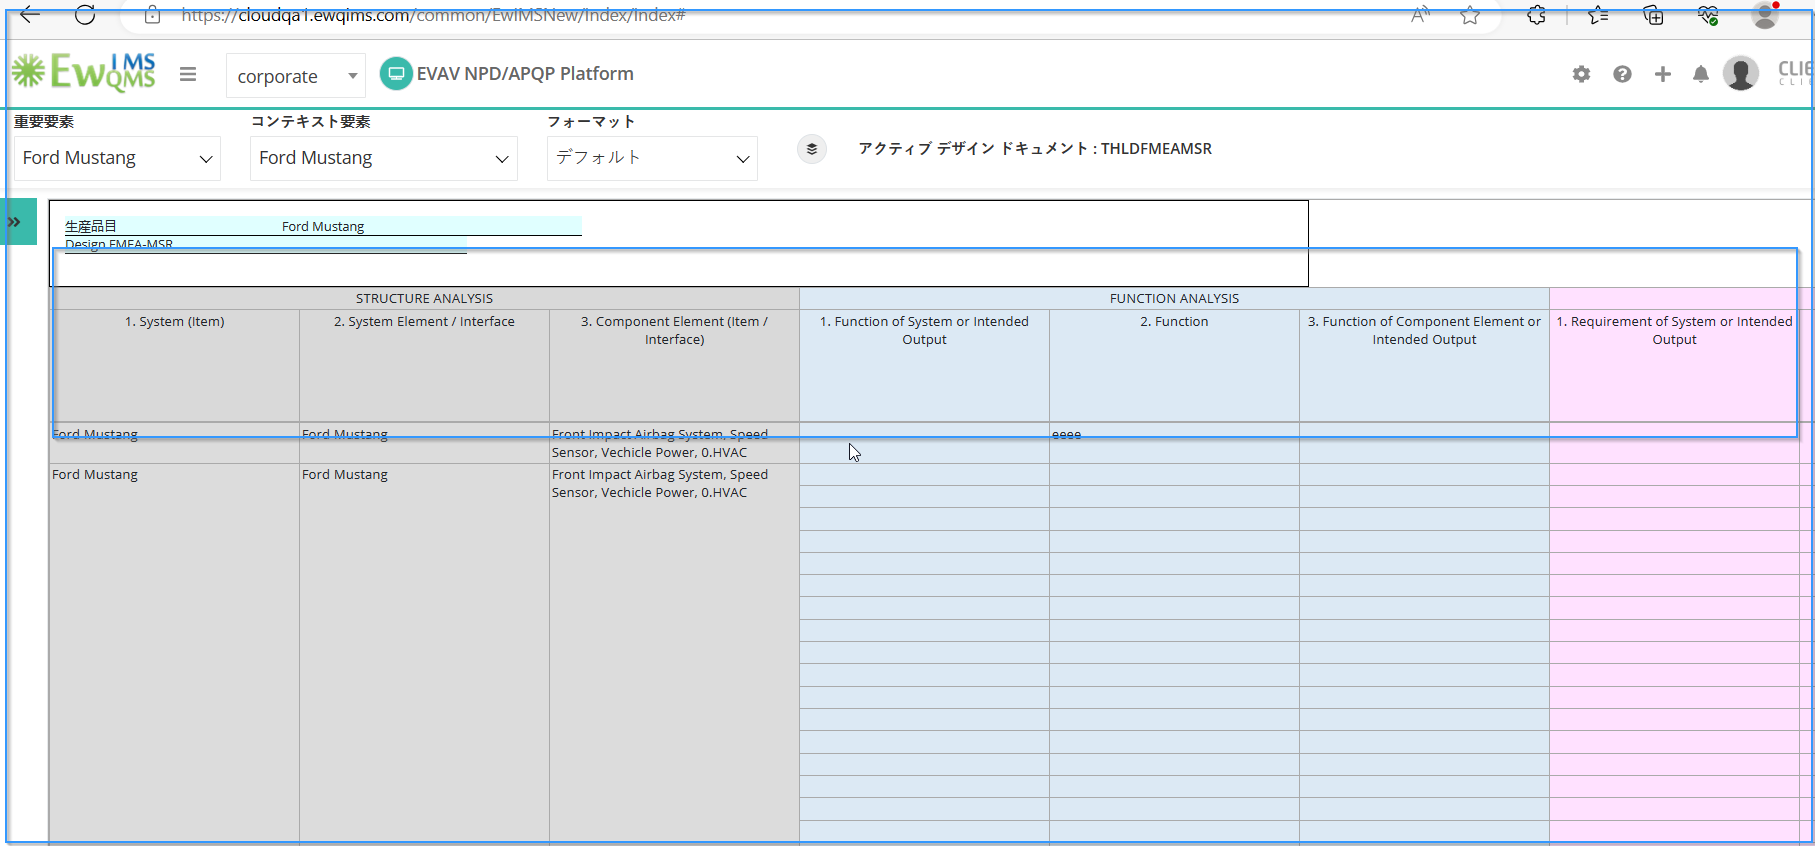 https://cloudqa1.ewqims.com/common/EwIMSNew/Index/Index#
EwIMS QMS
corporate
EVAV NPD/APQP Platform
CLIE
CLIE
重要要素
コンテキスト要素
フォーマット
Ford Mustang
Ford Mustang
デフォルト
アクティブ デザイン ドキュメント : THLDFMEAMSR
生産品目 Ford Mustang
Design FMEA-MSR
STRUCTURE ANALYSIS
FUNCTION ANALYSIS
1. System (Item)
2. System Element / Interface
3. Component Element (Item /
Interface)
1. Function of System or Intended
Output
2. Function
3. Function of Component Element or
Intended Output
1. Requirement of System or Intended
Output
Ford Mustang
Ford Mustang
Front Impact Airbag System, Speed
Sensor, Vechicle Power, 0.HVAC
eeee
Ford Mustang
Ford Mustang
Front Impact Airbag System, Speed
Sensor, Vechicle Power, 0.HVAC